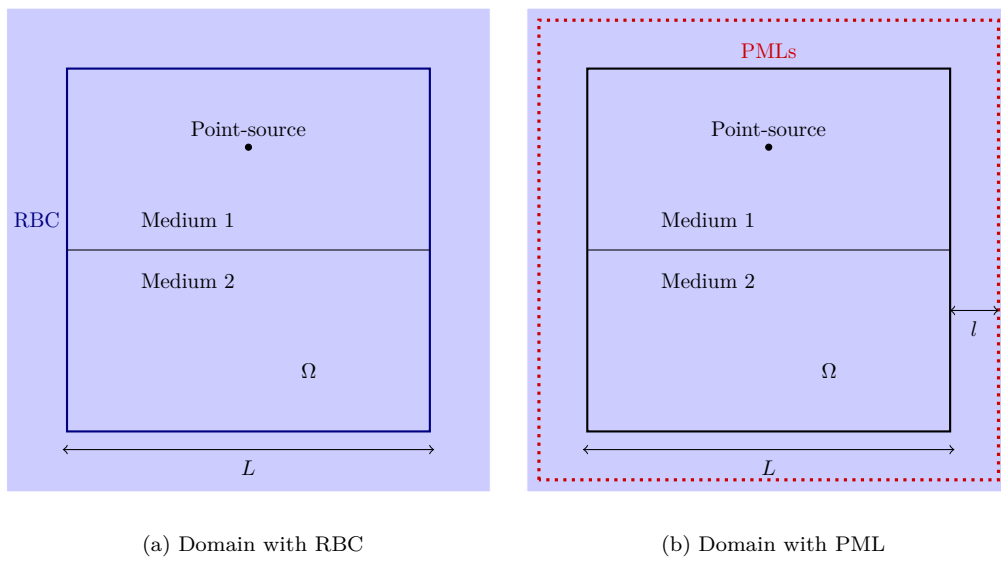 Point-source
RBC
Medium 1
Medium 2
Ω
L
(a) Domain with RBC
PMLs
Point-source
Medium 1
Medium 2
l
Ω
L
(b) Domain with PML